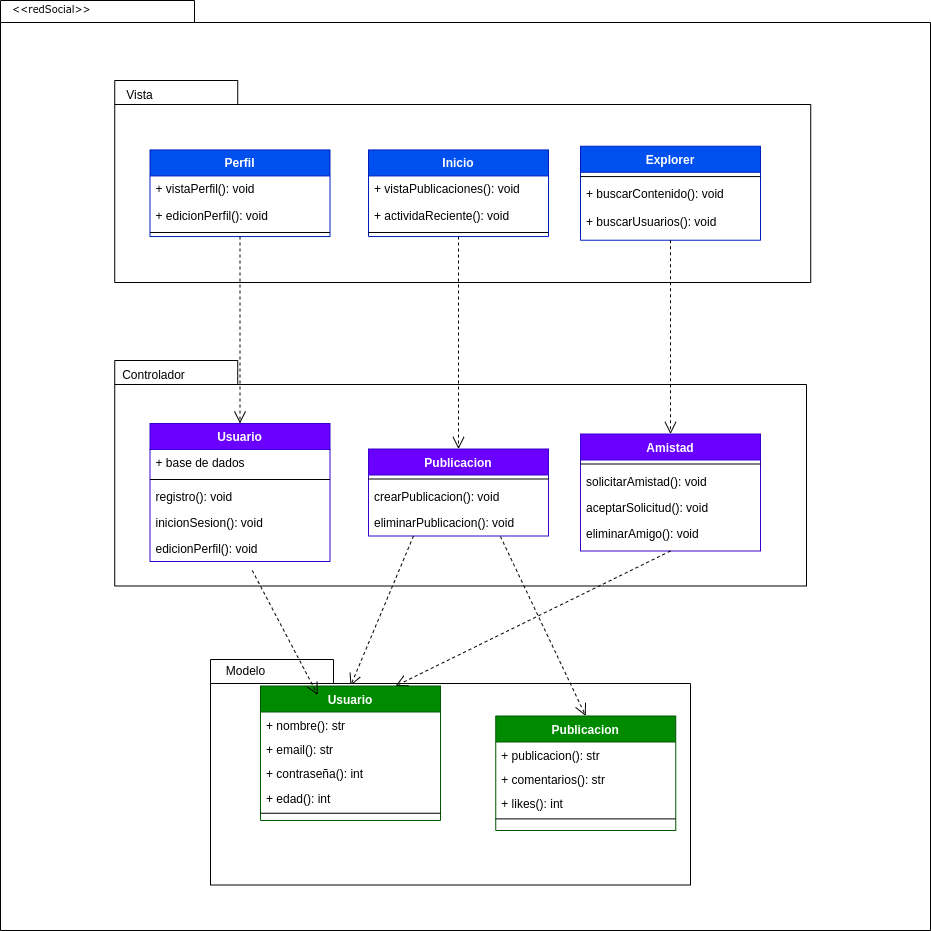 <<redSocial>>
Vista
Perfil
+ vistaPerfil(): void
+ edicionPerfil(): void
Inicio
+ vistaPublicaciones(): void
+ actividaReciente(): void
Explorer
+ buscarContenido(): void
+ buscarUsuarios(): void
Controlador
Usuario
+ base de dados
registro(): void
inicionSesion(): void
edicionPerfil(): void
Publicacion
crearPublicacion(): void
eliminarPublicacion(): void
Amistad
solicitarAmistad(): void
aceptarSolicitud(): void
eliminarAmigo(): void
Modelo
Usuario
+ nombre(): str
+ email(): str
+ contraseña(): int
+ edad(): int
Publicacion
+ publicacion(): str
+ comentarios(): str
+ likes(): int